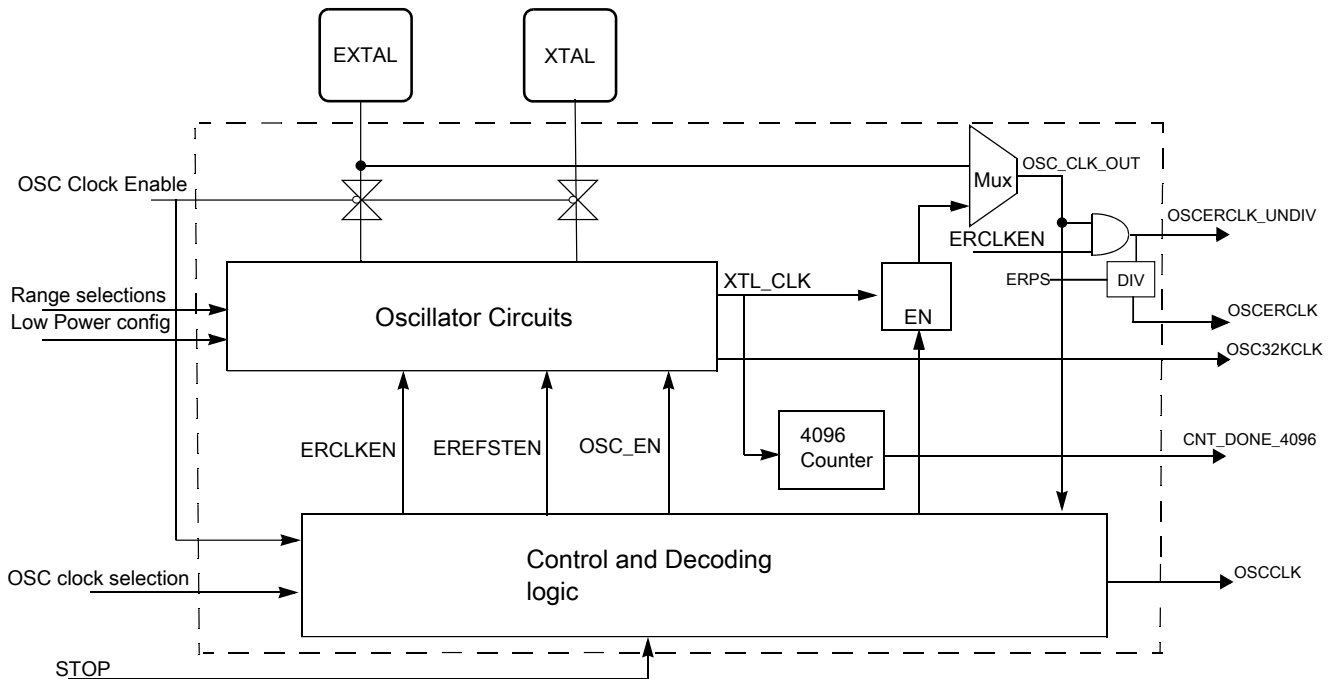 EXTAL
XTAL
OSC Clock Enable
Mux
OSC_CLK_OUT
OSCERCLK_UNDIV
ERCLKEN
ERPS
DIV
XTL_CLK
Range selections
Low Power config
Oscillator Circuits
EN
OSCERCLK
OSC32KCLK
ERCLKEN
EREFSTEN
OSC_EN
4096
Counter
CNT_DONE_4096
Control and Decoding
logic
OSC clock selection
OSCCLK
STOP